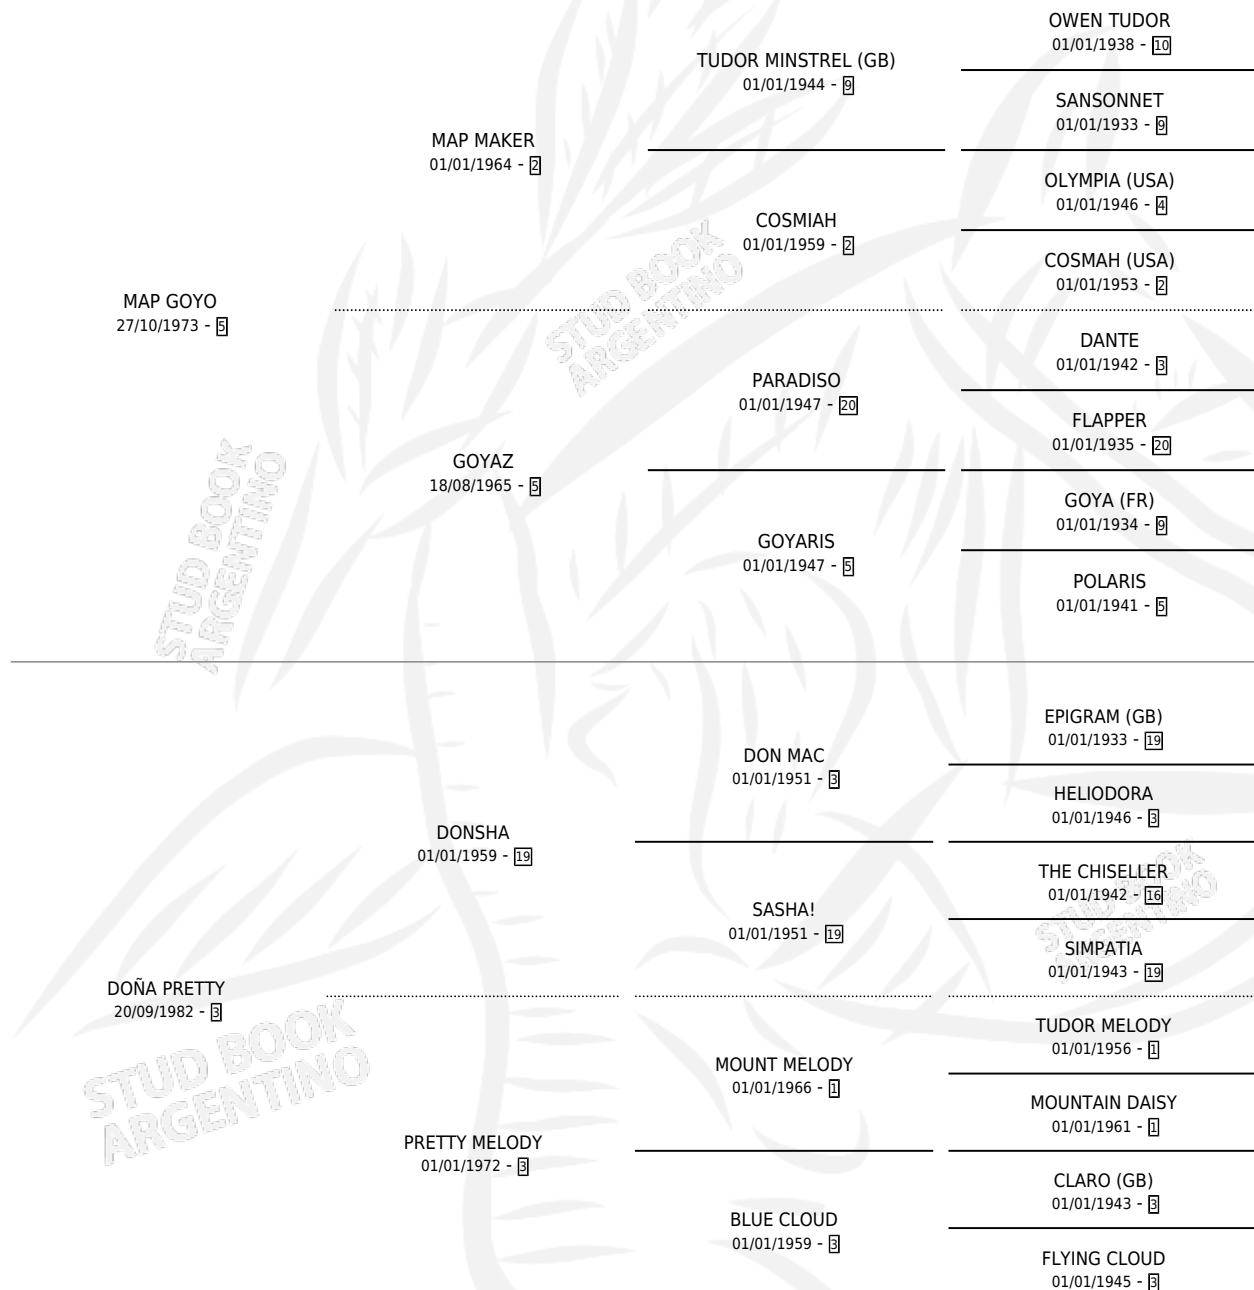 OWEN TUDOR
01/01/1938 - 10
TUDOR MINSTREL (GB)
01/01/1944 - 9
SANSONNET
01/01/1933 - 9
MAP MAKER
01/01/1964 - 2
OLYMPIA (USA)
01/01/1946 - 4
COSMIAH
01/01/1959 - 2
COSMAH (USA)
01/01/1953 - 2
MAP GOYO
27/10/1973 - 5
DANTE
01/01/1942 - 3
PARADISO
01/01/1947 - 20
FLAPPER
01/01/1935 - 20
GOYAZ
18/08/1965 - 5
GOYA (FR)
01/01/1934 - 9
GOYARIS
01/01/1947 - 5
POLARIS
01/01/1941 - 5
EPIGRAM (GB)
01/01/1933 - 19
DON MAC
01/01/1951 - 3
HELIODORA
01/01/1946 - 3
DONSHA
01/01/1959 - 19
THE CHISELLER
01/01/1942 - 16
SASHA!
01/01/1951 - 19
SIMPATIA
01/01/1943 - 19
DOÑA PRETTY
20/09/1982 - 3
TUDOR MELODY
01/01/1956 - 1
MOUNT MELODY
01/01/1966 - 1
MOUNTAIN DAISY
01/01/1961 - 1
PRETTY MELODY
01/01/1972 - 3
CLARO (GB)
01/01/1943 - 3
BLUE CLOUD
01/01/1959 - 3
FLYING CLOUD
01/01/1945 - 3
STUD BOOK
ARGENTINO
STUD BOOK
ARGENTINO
STUD BOOK
ARGENTINO
STUD BOOK
ARGENTINO